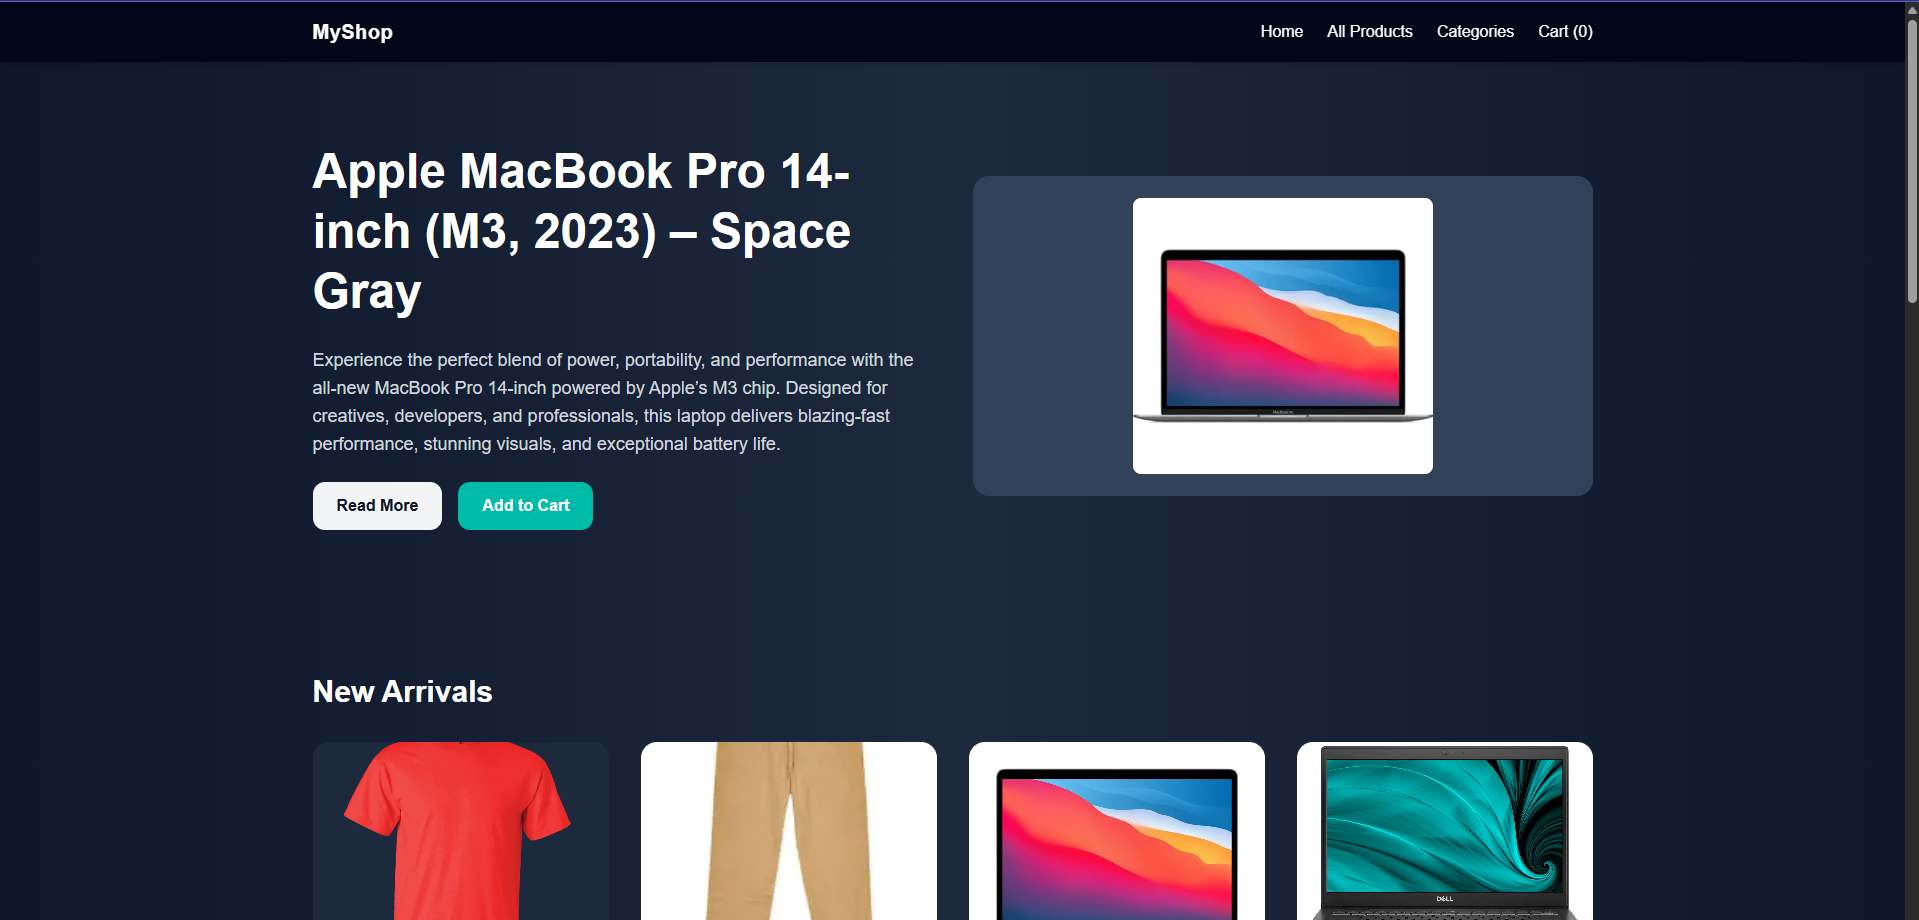 MyShop
Home
All Products
Categories
Cart (0)
Apple MacBook Pro 14-
inch (M3, 2023) – Space
Gray
Experience the perfect blend of power, portability, and performance with the
all-new MacBook Pro 14-inch powered by Apple’s M3 chip. Designed for
creatives, developers, and professionals, this laptop delivers blazing-fast
performance, stunning visuals, and exceptional battery life.
Read More
Add to Cart
New Arrivals
DELL